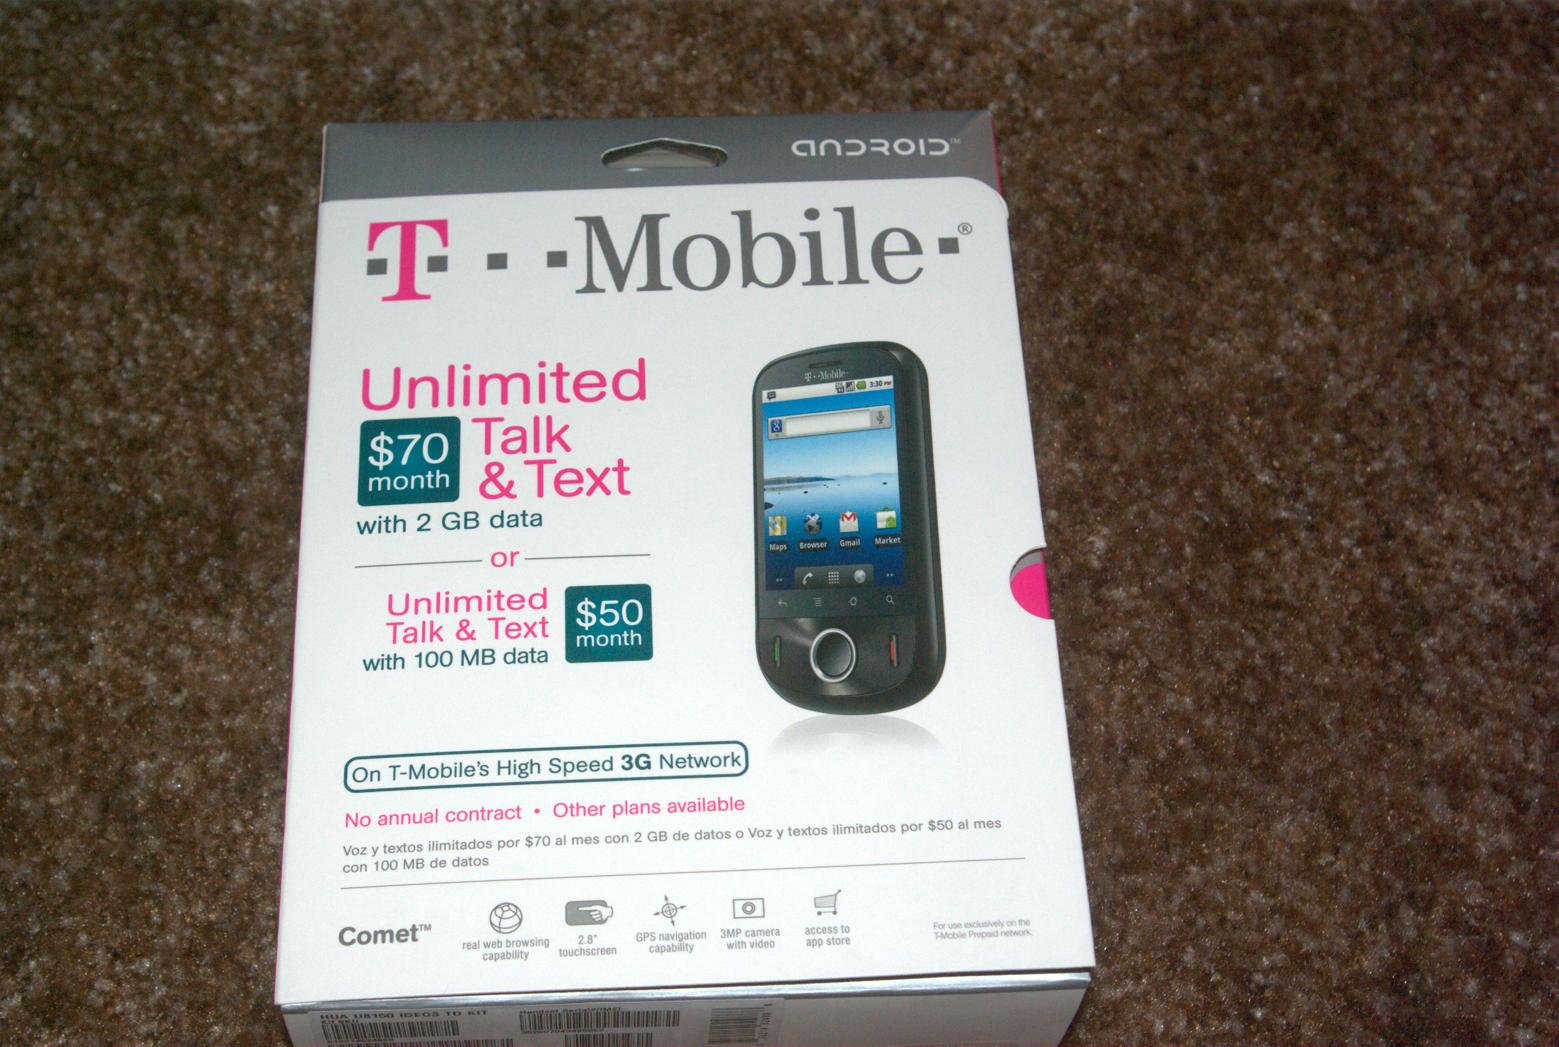 ANDROID™
T··Mobile·®
Unlimited
$70
month
Talk
& Text
with 2 GB data
or
Unlimited
Talk & Text
with 100 MB data
$50
month
T··Mobile·
3:30 PM
Maps Browser Gmail Market
On T-Mobile's High Speed 3G Network
No annual contract • Other plans available
Voz y textos ilimitados por $70 al mes con 2 GB de datos o Voz y textos ilimitados por $50 al mes
con 100 MB de datos
Comet™
real web browsing
capability
2.8"
touchscreen
GPS navigation
capability
3MP camera
with video
access to
app store
For use exclusively on the
T-Mobile Prepaid network.
HUA U8150 IDEOS TD KIT